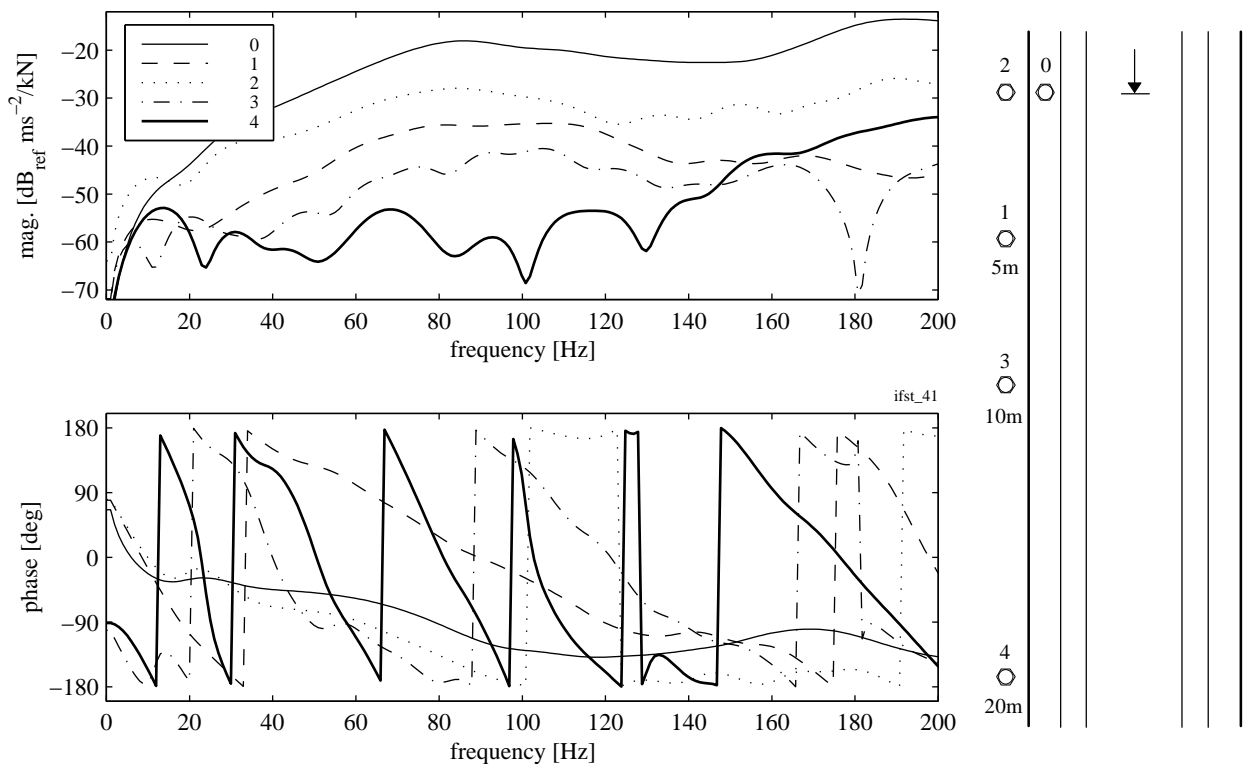 mag. [dB_ref ms⁻²/kN]
−20
−30
−40
−50
−60
−70
0
1
2
3
4
0 20 40 60 80 100 120 140 160 180 200
frequency [Hz]
ifst_41
phase [deg]
180
90
0
−90
−180
0 20 40 60 80 100 120 140 160 180 200
frequency [Hz]
2 0
1
5m
3
10m
4
20m